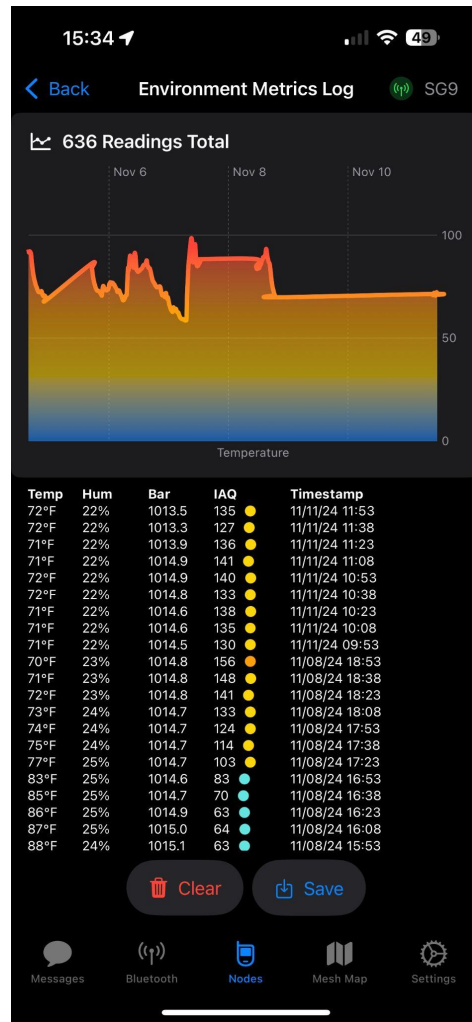 15:34
49
Back Environment Metrics Log SG9
636 Readings Total
Nov 6 Nov 8 Nov 10
100
50
0
Temperature
Temp Hum Bar IAQ Timestamp
72°F 22% 1013.5 135 11/11/24 11:53
72°F 22% 1013.3 127 11/11/24 11:38
71°F 22% 1013.9 136 11/11/24 11:23
71°F 22% 1014.9 141 11/11/24 11:08
72°F 22% 1014.9 140 11/11/24 10:53
72°F 22% 1014.8 133 11/11/24 10:38
71°F 22% 1014.6 138 11/11/24 10:23
71°F 22% 1014.6 135 11/11/24 10:08
71°F 22% 1014.5 130 11/11/24 09:53
70°F 23% 1014.8 156 11/08/24 18:53
71°F 23% 1014.8 148 11/08/24 18:38
72°F 23% 1014.8 141 11/08/24 18:23
73°F 24% 1014.7 133 11/08/24 18:08
74°F 24% 1014.7 124 11/08/24 17:53
75°F 24% 1014.7 114 11/08/24 17:38
77°F 25% 1014.7 103 11/08/24 17:23
83°F 25% 1014.6 83 11/08/24 16:53
85°F 25% 1014.7 70 11/08/24 16:38
86°F 25% 1014.9 63 11/08/24 16:23
87°F 25% 1015.0 64 11/08/24 16:08
88°F 24% 1015.1 63 11/08/24 15:53
Clear Save
Messages Bluetooth Nodes Mesh Map Settings